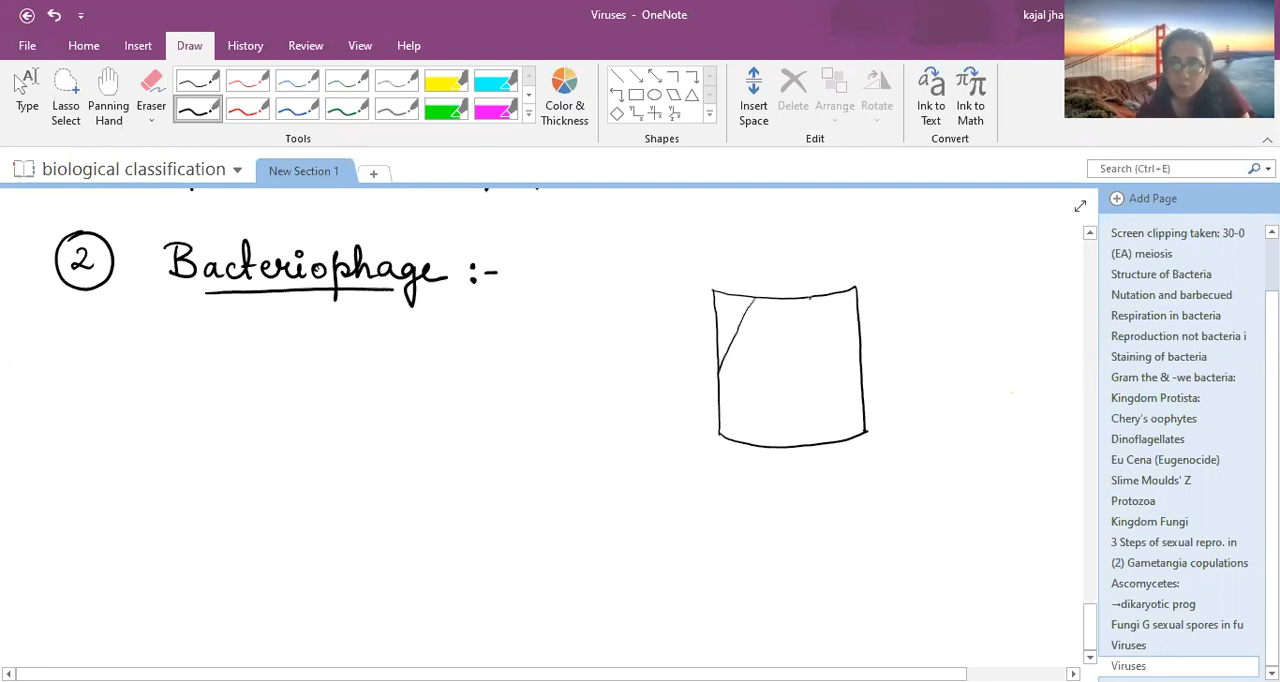 Viruses - OneNote
kajal jha
File Home Insert Draw History Review View Help
Type
Lasso Select
Panning Hand
Eraser
Color & Thickness
Insert Space
Delete
Arrange
Rotate
Ink to Text
Ink to Math
Tools
Shapes
Edit
Convert
biological classification
New Section 1
Search (Ctrl+E)
2 Bacteriophage :-
Add Page
Screen clipping taken: 30-0
(EA) meiosis
Structure of Bacteria
Nutation and barbecued
Respiration in bacteria
Reproduction not bacteria i
Staining of bacteria
Gram the & -we bacteria:
Kingdom Protista:
Chery's oophytes
Dinoflagellates
Eu Cena (Eugenocide)
Slime Moulds' Z
Protozoa
Kingdom Fungi
3 Steps of sexual repro. in
(2) Gametangia copulations
Ascomycetes:
→dikaryotic prog
Fungi G sexual spores in fu
Viruses
Viruses